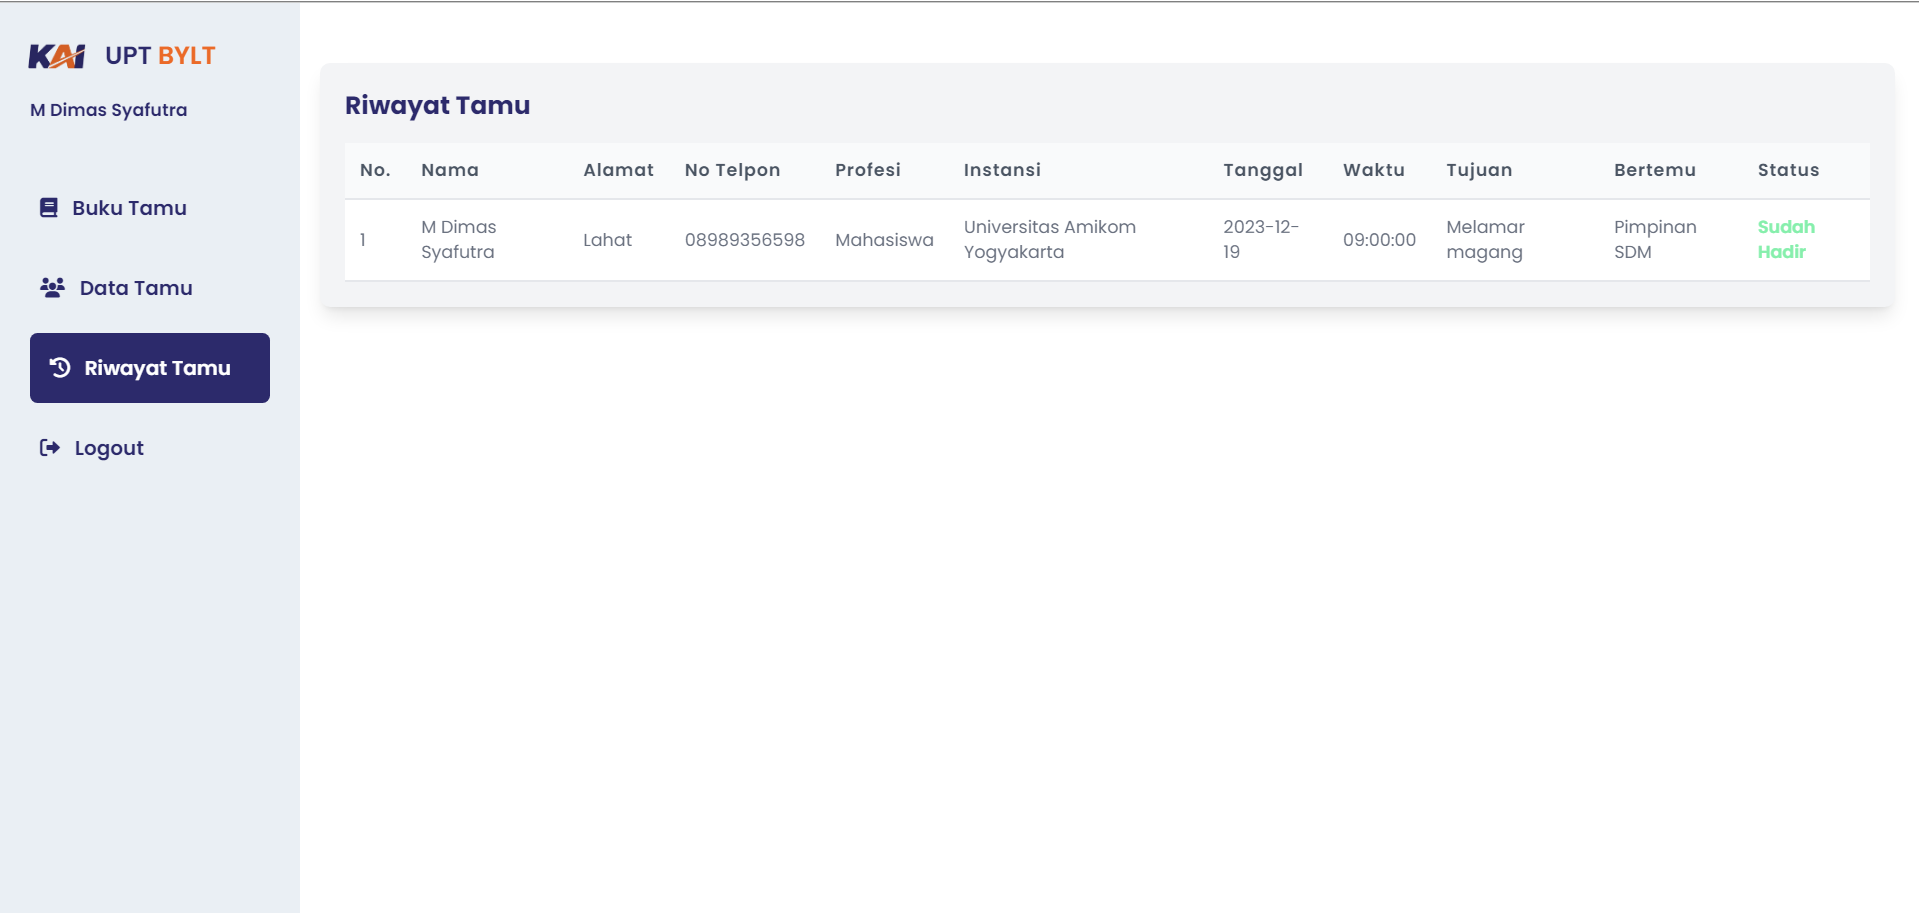 KAI UPT BYLT
M Dimas Syafutra
Buku Tamu
Data Tamu
Riwayat Tamu
Logout
Riwayat Tamu
No. Nama Alamat No Telpon Profesi Instansi Tanggal Waktu Tujuan Bertemu Status
1 M Dimas Syafutra Lahat 08989356598 Mahasiswa Universitas Amikom Yogyakarta 2023-12-19 09:00:00 Melamar magang Pimpinan SDM Sudah Hadir